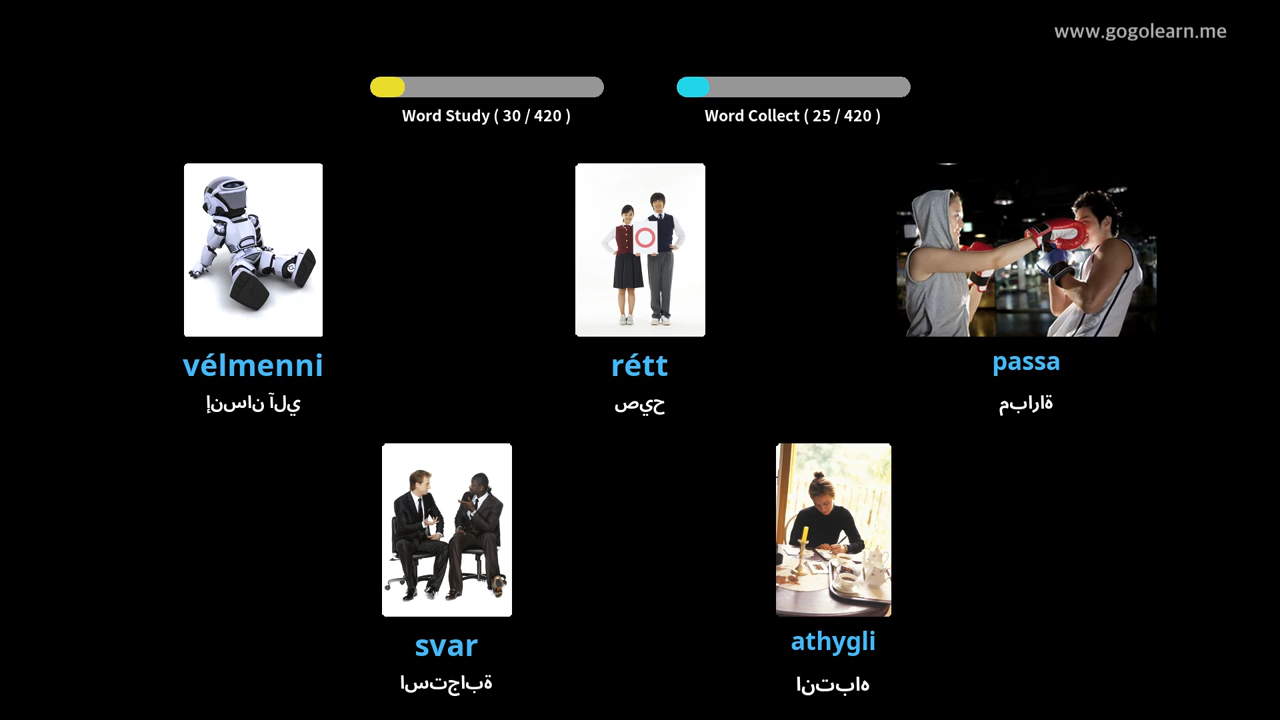 www.gogolearn.me
Word Study ( 30 / 420 )
Word Collect ( 25 / 420 )
vélmenni
rétt
passa
إنسان آلي
صيح
مباراة
svar
athygli
استجابة
انتباه